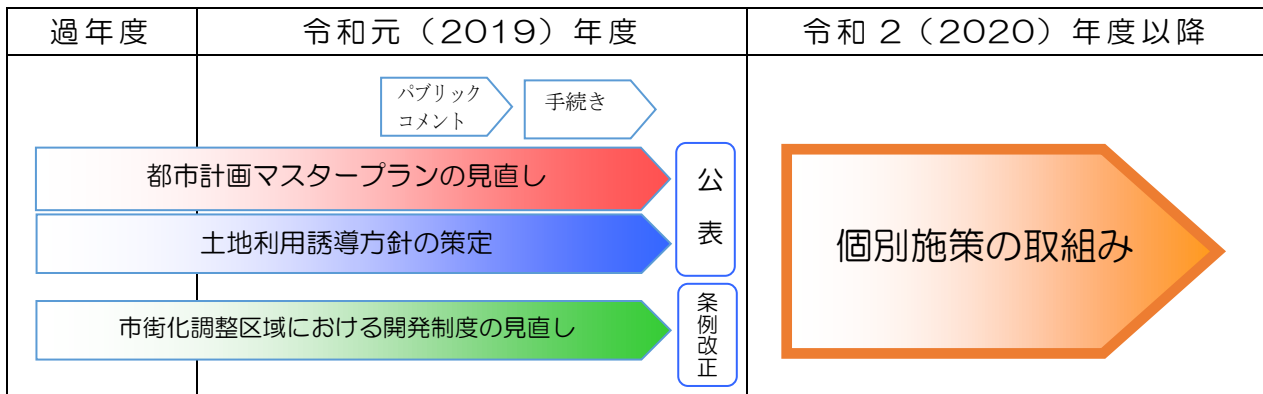 過年度
令和元（2019）年度
令和２（2020）年度以降
パブリック
コメント
手続き
都市計画マスタープランの見直し
土地利用誘導方針の策定
公表
市街化調整区域における開発制度の見直し
条例改正
個別施策の取組み